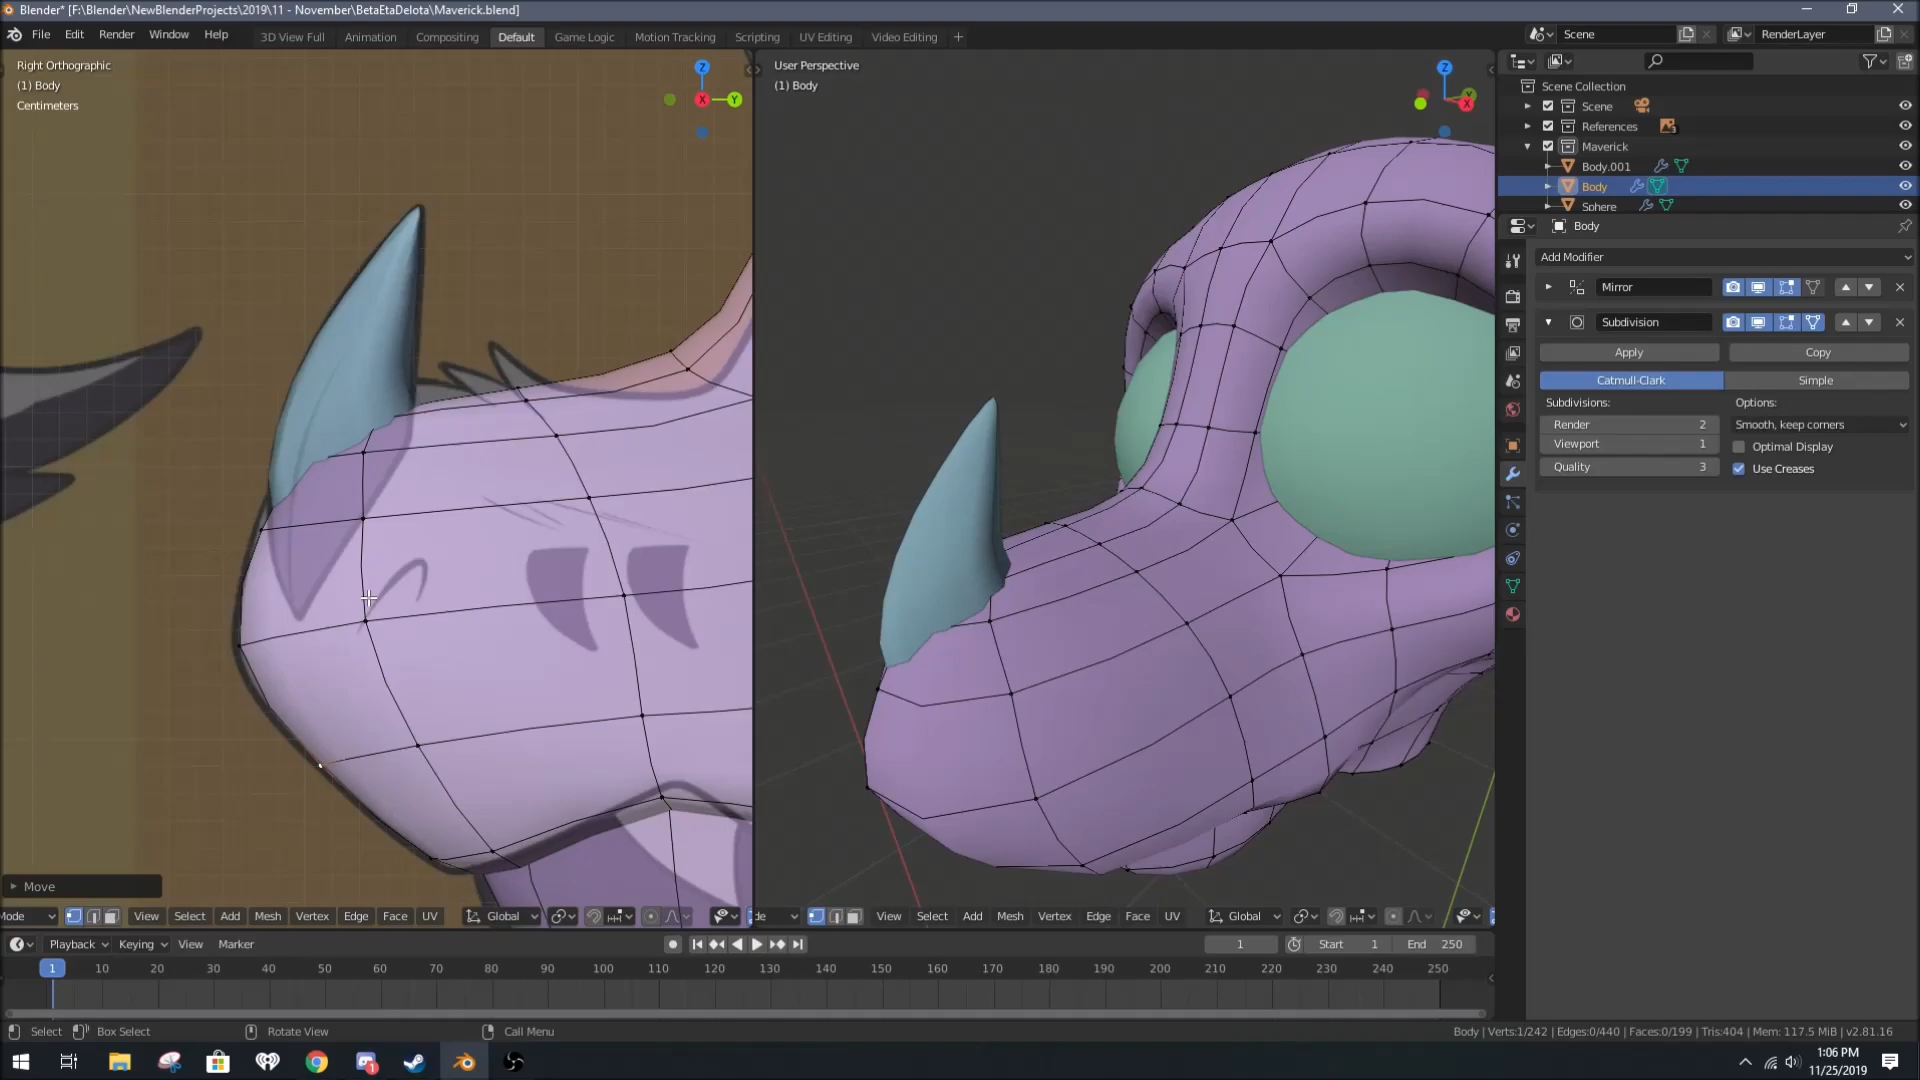 Blender* [F:\Blender\NewBlenderProjects\2019\11 - November\BetaEtaDelota\Maverick.blend]
File Edit Render Window Help 3D View Full Animation Compositing Default Game Logic Motion Tracking Scripting UV Editing Video Editing +
Scene RenderLayer
Right Orthographic
(1) Body
Centimeters
Z
X
Y
User Perspective
(1) Body
Z
Y
X
Scene Collection
Scene
References
Maverick
Body.001
Body
Sphere
Body
Add Modifier
Mirror
Subdivision
Apply Copy
Catmull-Clark Simple
Subdivisions: Options:
Render 2 Smooth, keep corners
Viewport 1 Optimal Display
Quality 3 Use Creases
Move
Mode View Select Add Mesh Vertex Edge Face UV Global
de View Select Add Mesh Vertex Edge Face UV Global
Playback Keying View Marker 1 Start 1 End 250
1 10 20 30 40 50 60 70 80 90 100 110 120 130 140 150 160 170 180 190 200 210 220 230 240 250
Select Box Select Rotate View Call Menu
Body | Verts:1/242 | Edges:0/440 | Faces:0/199 | Tris:404 | Mem: 117.5 MiB | v2.81.16
1:06 PM
11/25/2019